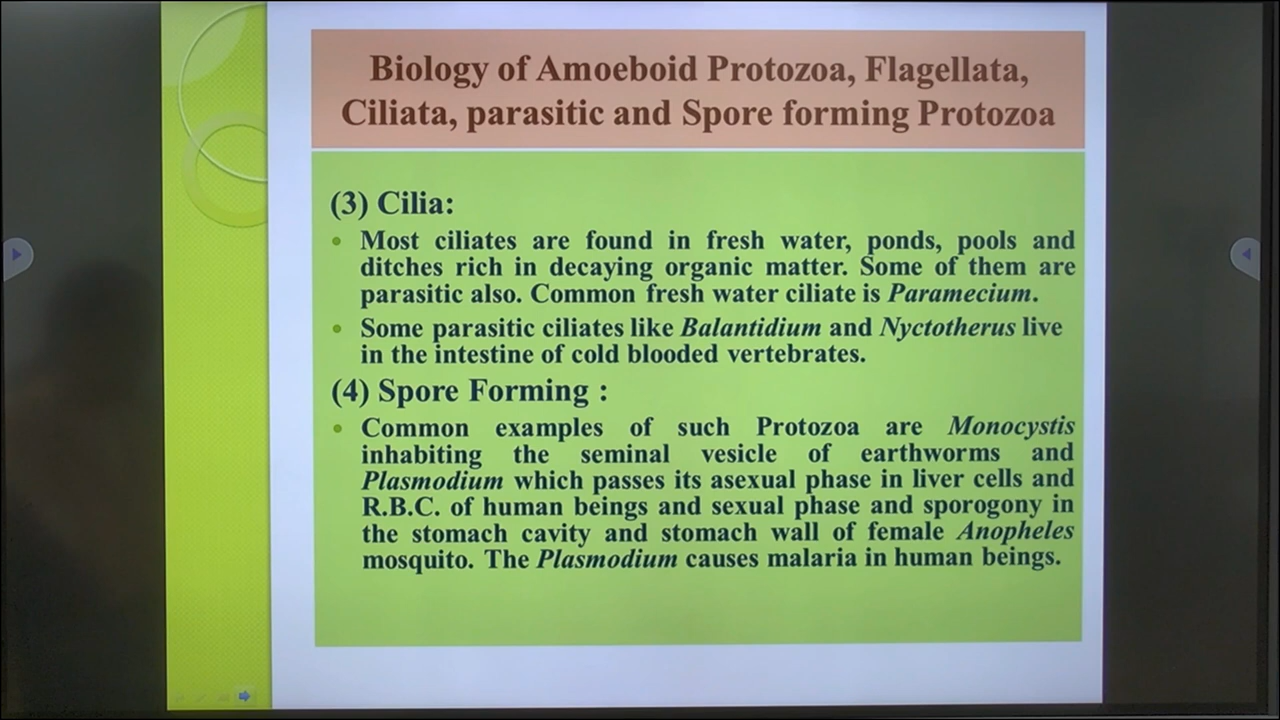 Biology of Amoeboid Protozoa, Flagellata,
Ciliata, parasitic and Spore forming Protozoa
(3) Cilia:
• Most ciliates are found in fresh water, ponds, pools and
ditches rich in decaying organic matter. Some of them are
parasitic also. Common fresh water ciliate is Paramecium.
• Some parasitic ciliates like Balantidium and Nyctotherus live
in the intestine of cold blooded vertebrates.
(4) Spore Forming :
• Common examples of such Protozoa are Monocystis
inhabiting the seminal vesicle of earthworms and
Plasmodium which passes its asexual phase in liver cells and
R.B.C. of human beings and sexual phase and sporogony in
the stomach cavity and stomach wall of female Anopheles
mosquito. The Plasmodium causes malaria in human beings.